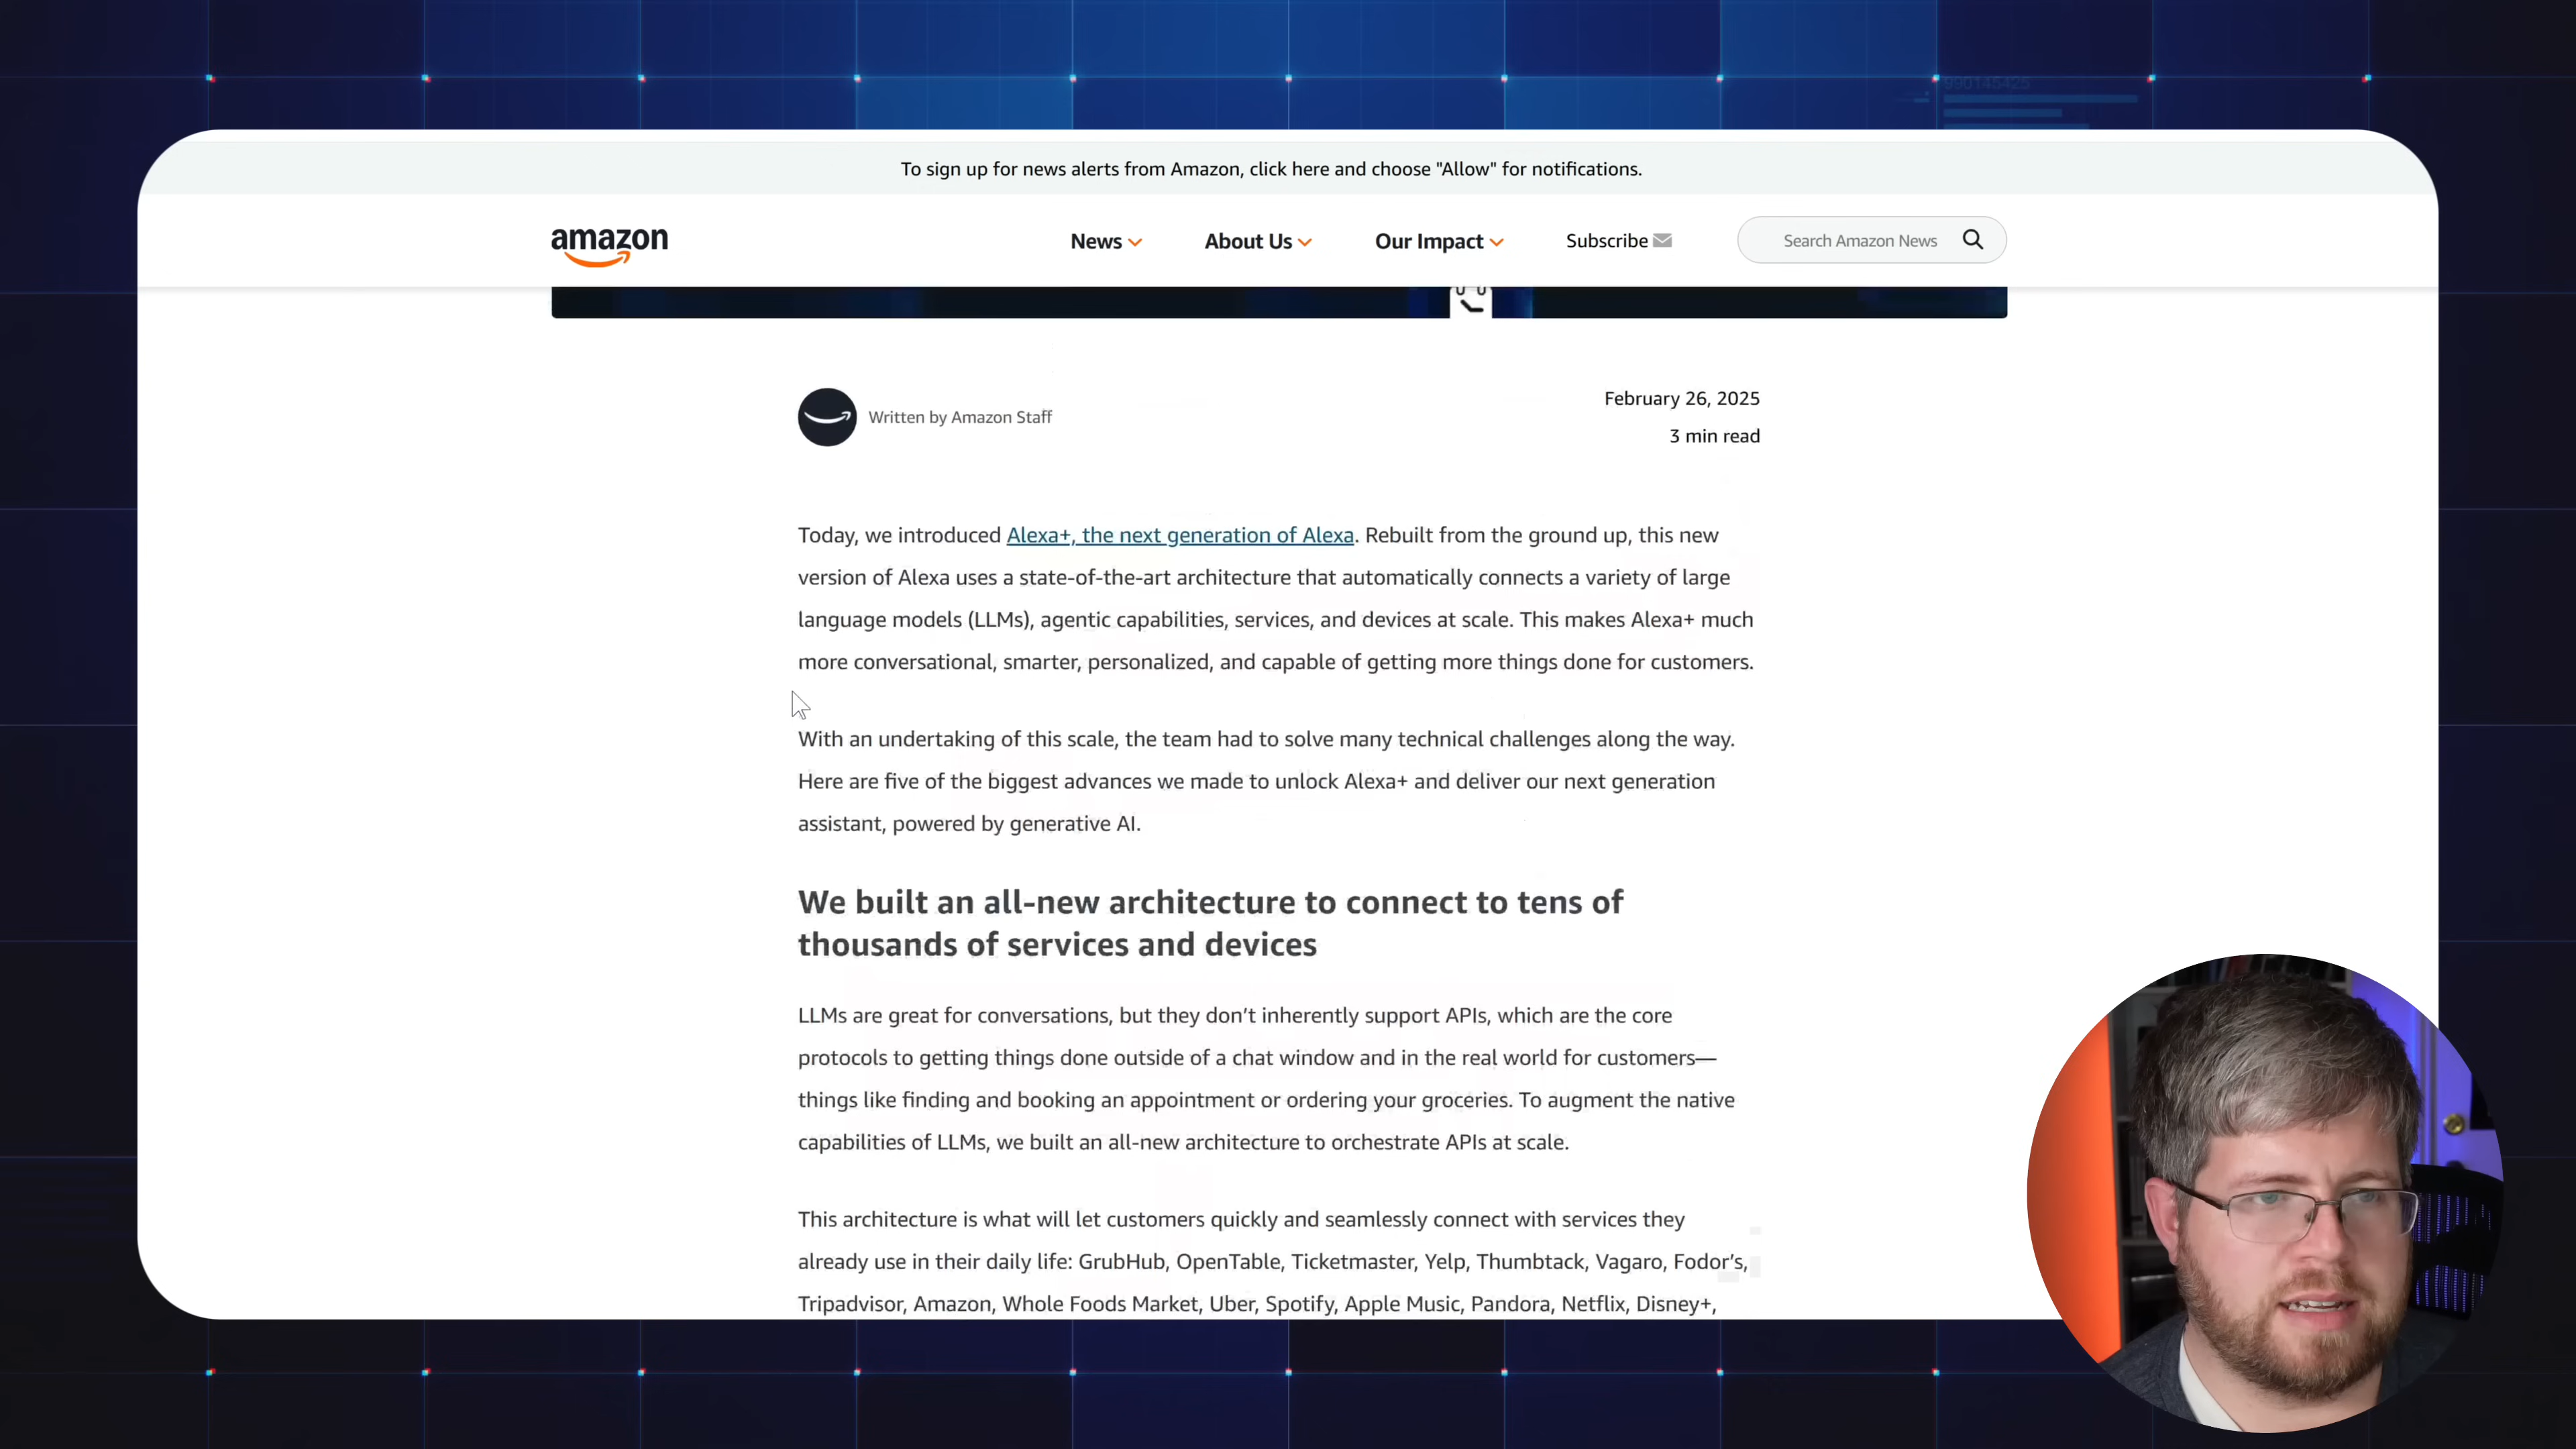 990145425
To sign up for news alerts from Amazon, click here and choose "Allow" for notifications.
amazon
News
About Us
Our Impact
Subscribe
Search Amazon News
Written by Amazon Staff
February 26, 2025
3 min read
Today, we introduced Alexa+, the next generation of Alexa. Rebuilt from the ground up, this new
version of Alexa uses a state-of-the-art architecture that automatically connects a variety of large
language models (LLMs), agentic capabilities, services, and devices at scale. This makes Alexa+ much
more conversational, smarter, personalized, and capable of getting more things done for customers.
With an undertaking of this scale, the team had to solve many technical challenges along the way.
Here are five of the biggest advances we made to unlock Alexa+ and deliver our next generation
assistant, powered by generative AI.
We built an all-new architecture to connect to tens of
thousands of services and devices
LLMs are great for conversations, but they don’t inherently support APIs, which are the core
protocols to getting things done outside of a chat window and in the real world for customers—
things like finding and booking an appointment or ordering your groceries. To augment the native
capabilities of LLMs, we built an all-new architecture to orchestrate APIs at scale.
This architecture is what will let customers quickly and seamlessly connect with services they
already use in their daily life: GrubHub, OpenTable, Ticketmaster, Yelp, Thumbtack, Vagaro, Fodor’s,
Tripadvisor, Amazon, Whole Foods Market, Uber, Spotify, Apple Music, Pandora, Netflix, Disney+,